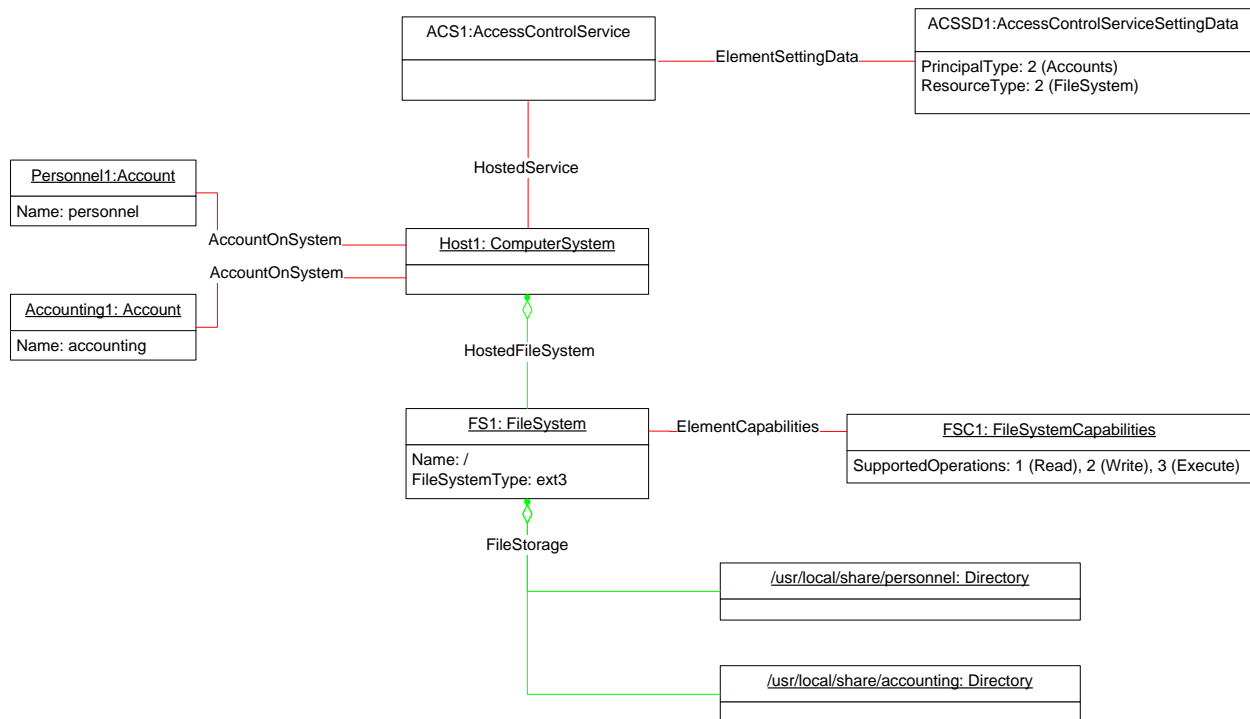 ACS1:AccessControlService
ACSSD1:AccessControlServiceSettingData
ElementSettingData
PrincipalType: 2 (Accounts)
ResourceType: 2 (FileSystem)
HostedService
Personnel1:Account
Name: personnel
AccountOnSystem
Host1: ComputerSystem
AccountOnSystem
Accounting1: Account
Name: accounting
HostedFileSystem
FS1: FileSystem
Name: /
FileSystemType: ext3
ElementCapabilities
FSC1: FileSystemCapabilities
SupportedOperations: 1 (Read), 2 (Write), 3 (Execute)
FileStorage
/usr/local/share/personnel: Directory
/usr/local/share/accounting: Directory